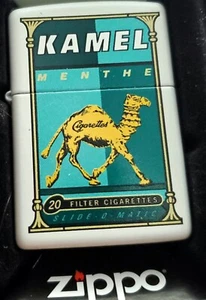 KAMEL
MENTHE
Cigarettes
20 FILTER CIGARETTES
SLIDE-O-MATIC
zippo